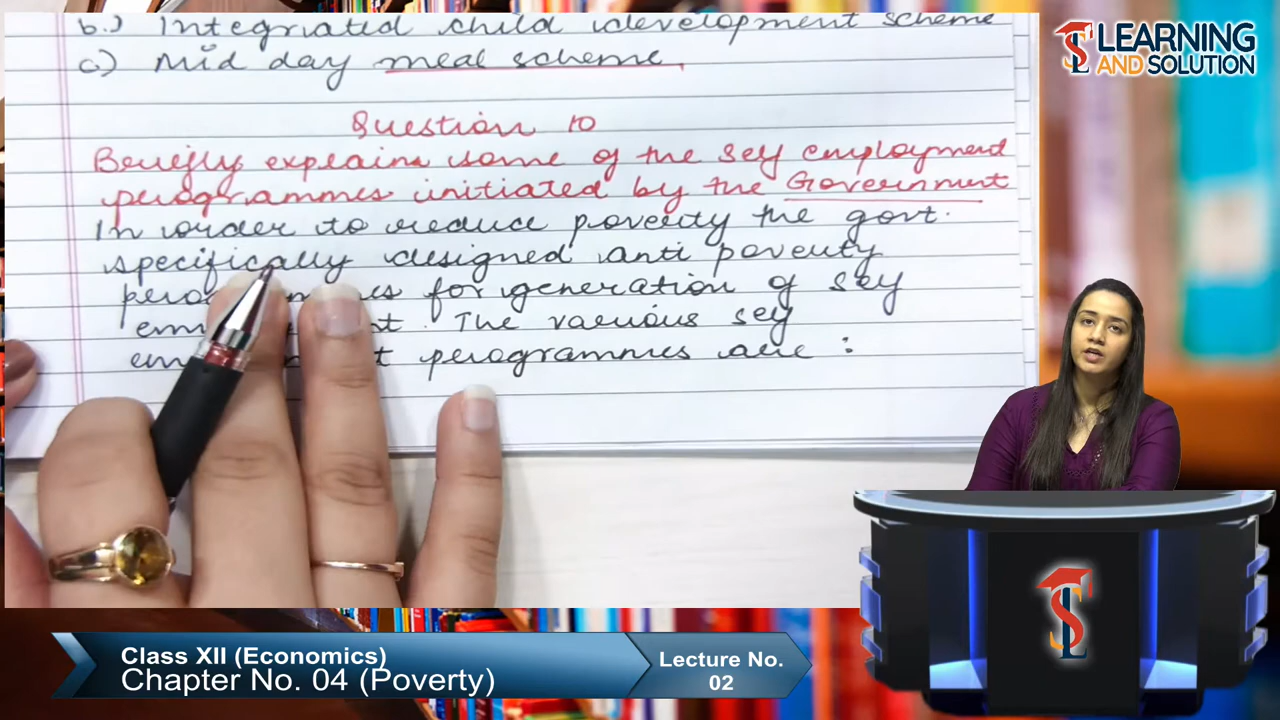 b.) Integrated child development scheme
c) Mid day meal scheme.
Question 10
Briefly explain some of the self employment
programmes initiated by the Government
In order to reduce poverty the govt.
specifically designed anti poverty
for generation of self
The various self
programmes are :
SL LEARNING
AND SOLUTION
SL
Class XII (Economics)
Chapter No. 04 (Poverty)
Lecture No.
02